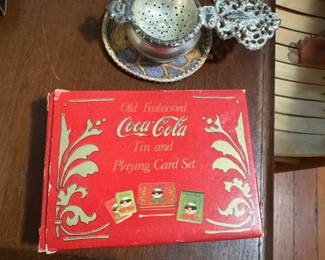 Old Fashioned
Coca-Cola
Tin and
Playing Card Set